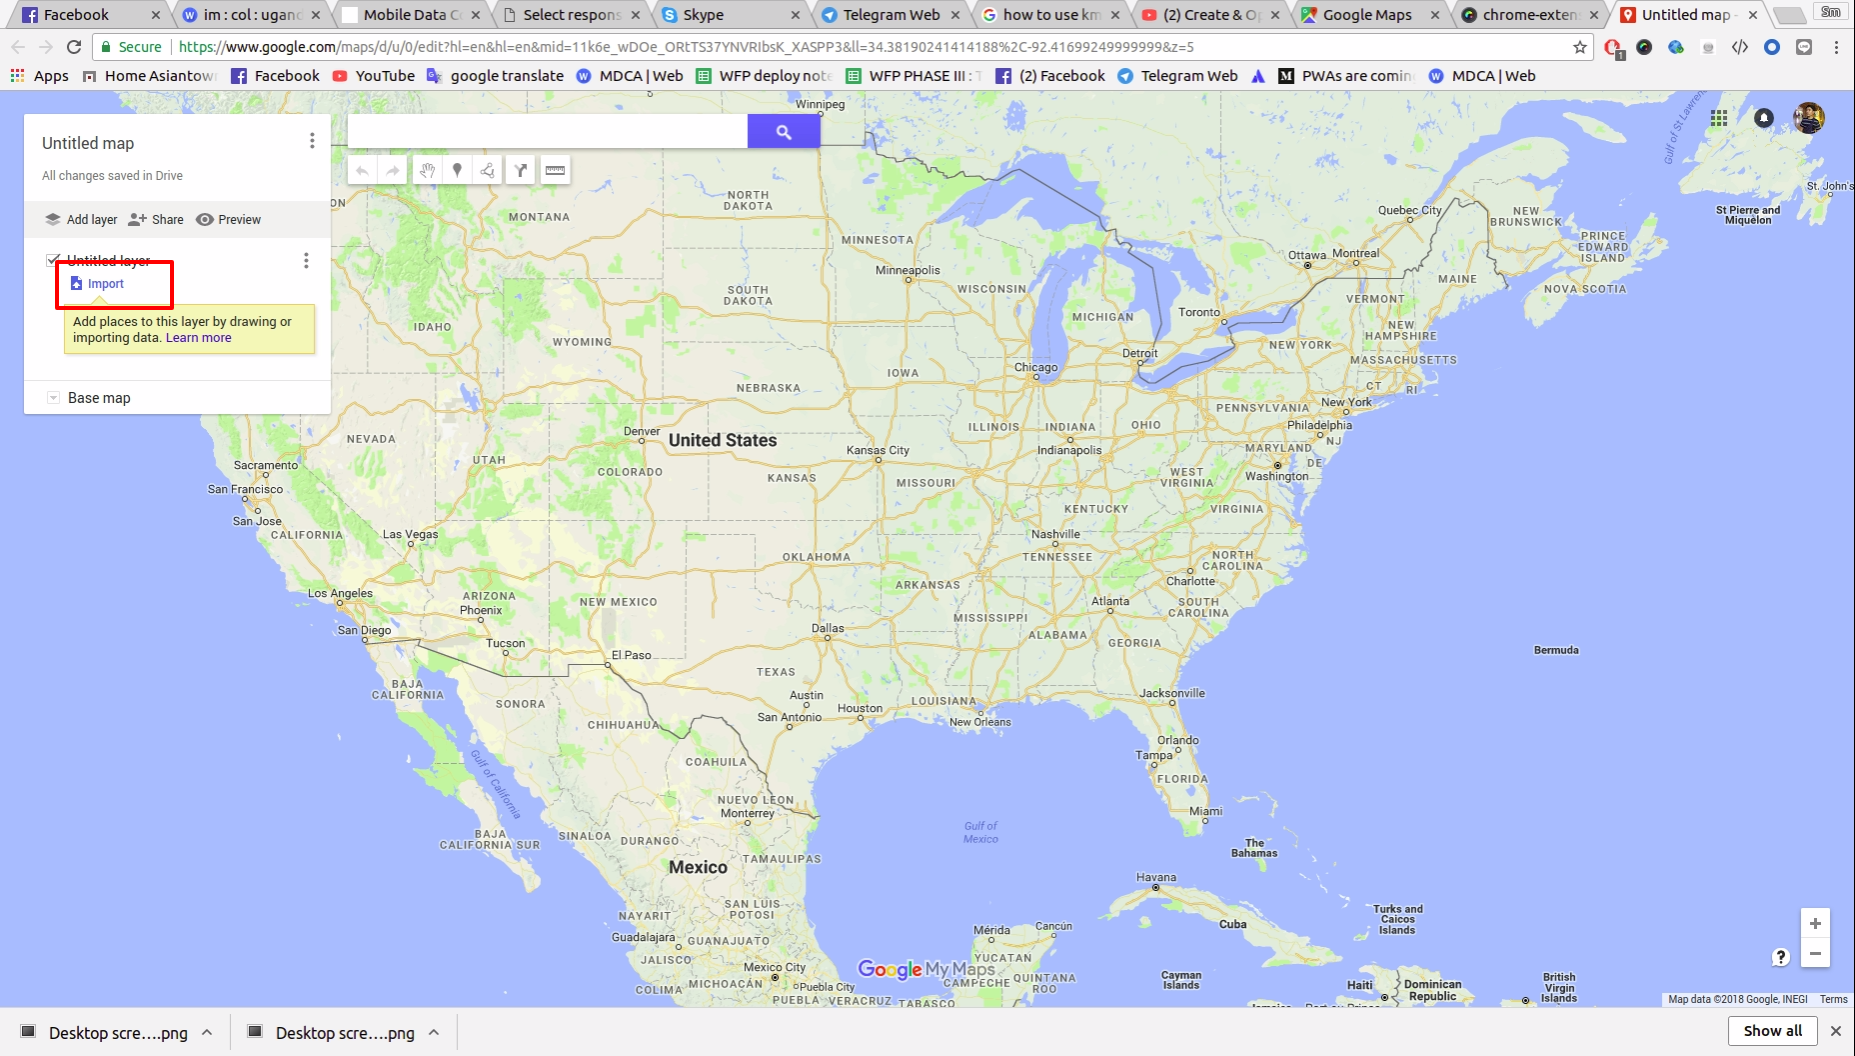 Facebook
im : col : ugand
Mobile Data C
Select respons
Skype
Telegram Web
how to use km
(2) Create & O
Google Maps
chrome-extens
Untitled map -
Sm
Secure
https://www.google.com/maps/d/u/0/edit?hl=en&hl=en&mid=11k6e_wDOe_ORtTS37YNVRIbsK_XASPP3&ll=34.38190241414188%2C-92.41699249999999&z=5
1
Apps
Home Asiantow
Facebook
YouTube
google translate
MDCA | Web
WFP deploy note
WFP PHASE III :
(2) Facebook
Telegram Web
PWAs are coming
MDCA | Web
Untitled map
All changes saved in Drive
Add layer
Share
Preview
Untitled layer
Import
Add places to this layer by drawing or
importing data. Learn more
Base map
Winnipeg
Gulf of St Lawrenc
St. John's
St Pierre and
Miquelon
ON
MONTANA
NORTH
DAKOTA
MINNESOTA
Quebec City
NEW
BRUNSWICK
PRINCE
EDWARD
ISLAND
Ottawa
Montreal
Minneapolis
MAINE
NOVA SCOTIA
WISCONSIN
SOUTH
DAKOTA
VERMONT
Toronto
MICHIGAN
IDAHO
WYOMING
NEW
HAMPSHIRE
NEW YORK
Detroit
MASSACHUSETTS
Chicago
IOWA
NEBRASKA
CT
RI
New York
PENNSYLVANIA
Philadelphia
ILLINOIS
INDIANA
OHIO
Denver
United States
NEVADA
NJ
Kansas City
Indianapolis
MARYLAND
UTAH
Sacramento
DE
COLORADO
KANSAS
MISSOURI
WEST
VIRGINIA
Washington
San Francisco
San Jose
KENTUCKY
VIRGINIA
CALIFORNIA
Las Vegas
Nashville
OKLAHOMA
TENNESSEE
NORTH
CAROLINA
Charlotte
ARKANSAS
Los Angeles
ARIZONA
Phoenix
NEW MEXICO
Atlanta
SOUTH
CAROLINA
MISSISSIPPI
San Diego
Dallas
ALABAMA
GEORGIA
Tucson
El Paso
Bermuda
TEXAS
BAJA
CALIFORNIA
Austin
Jacksonville
SONORA
Houston
LOUISIANA
San Antonio
New Orleans
CHIHUAHUA
Orlando
Tampa
COAHUILA
Gulf of California
FLORIDA
NUEVO LEON
Monterrey
Miami
Gulf of
Mexico
BAJA
CALIFORNIA SUR
SINALOA
DURANGO
The
Bahamas
TAMAULIPAS
Mexico
Havana
SAN LUIS
POTOSI
NAYARIT
Turks and
Caicos
Islands
Cuba
Mérida
Cancún
Guadalajara
GUANAJUATO
JALISCO
YUCATAN
Mexico City
Google My Maps
CAMPECHE
QUINTANA
ROO
Cayman
Islands
COLIMA
MICHOACÁN
Puebla City
PUEBLA
VERACRUZ
TABASCO
Haiti
Dominican
Republic
British
Virgin
Islands
Map data ©2018 Google, INEGI
Terms
Desktop scre....png
Desktop scre....png
Show all